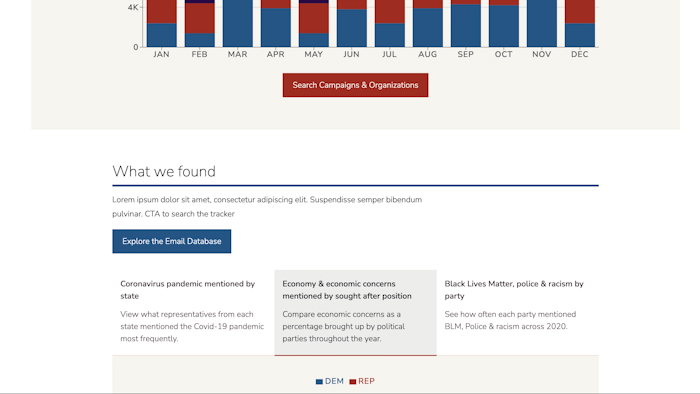 4K
0
JAN FEB MAR APR MAY JUN JUL AUG SEP OCT NOV DEC
Search Campaigns & Organizations
What we found
Lorem ipsum dolor sit amet, consectetur adipiscing elit. Suspendisse semper bibendum
pulvinar. CTA to search the tracker
Explore the Email Database
Coronavirus pandemic mentioned by
state
View what representatives from each
state mentioned the Covid-19 pandemic
most frequently.
Economy & economic concerns
mentioned by sought after position
Compare economic concerns as a
percentage brought up by political
parties throughout the year.
Black Lives Matter, police & racism by
party
See how often each party mentioned
BLM, Police & racism across 2020.
DEM REP